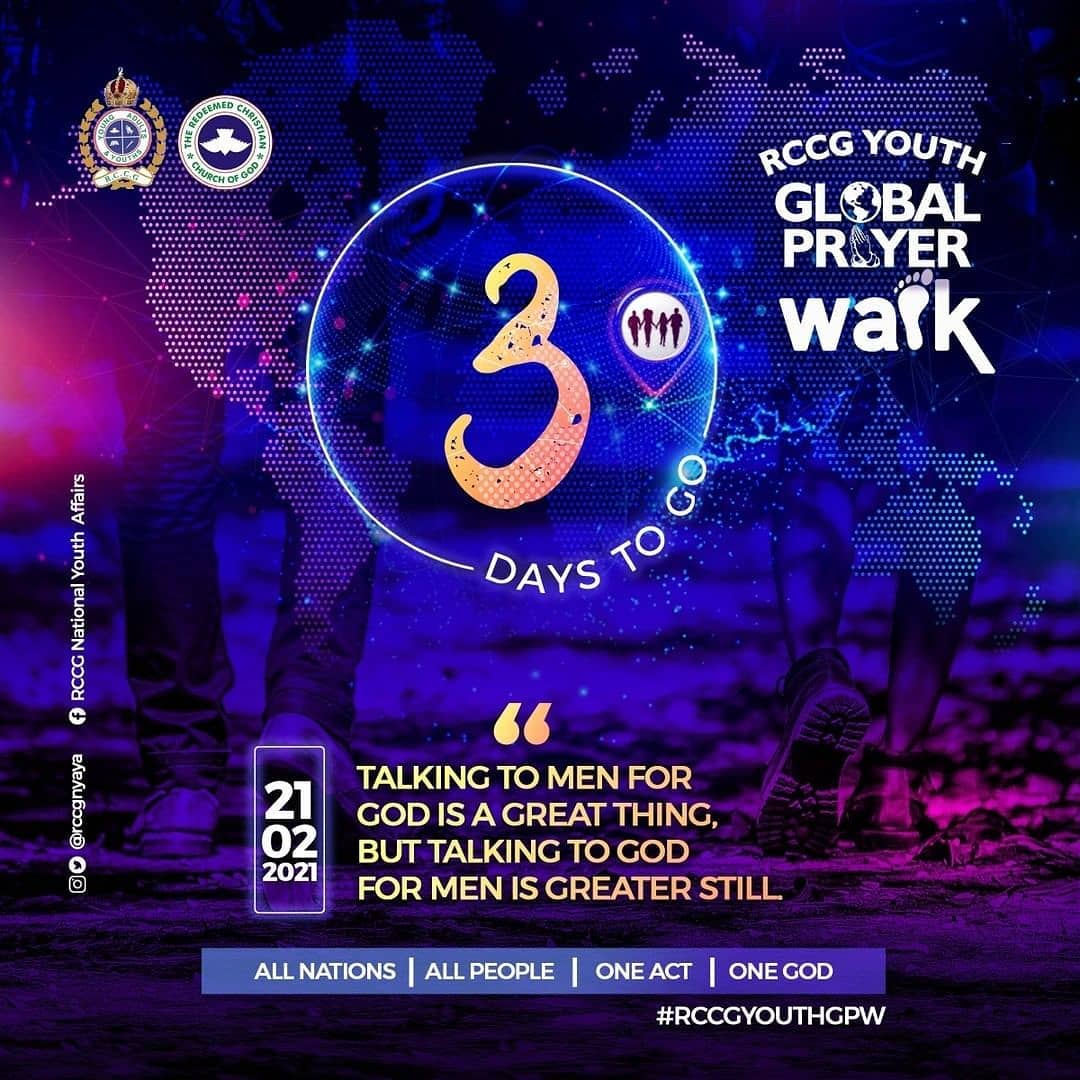 YOUNG ADULTS
& YOUTHS
R.C.C.G
THE REDEEMED CHRISTIAN
CHURCH OF GOD
RCCG YOUTH
GLOBAL
PRAYER
walk
3
DAYS TO GO
RCCG National Youth Affairs
@rccgnyaya
21
02
2021
“
TALKING TO MEN FOR
GOD IS A GREAT THING,
BUT TALKING TO GOD
FOR MEN IS GREATER STILL.
ALL NATIONS | ALL PEOPLE | ONE ACT | ONE GOD
#RCCGYOUTHGPW